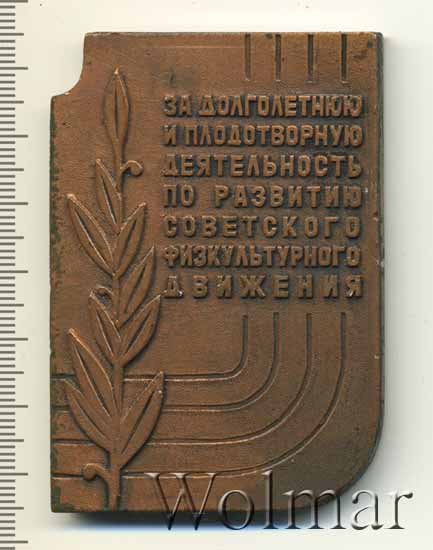 ЗА ДОЛГОЛЕТНЮЮ
И ПЛОДОТВОРНУЮ
ДЕЯТЕЛЬНОСТЬ
ПО РАЗВИТИЮ
СОВЕТСКОГО
ФИЗКУЛЬТУРНОГО
ДВИЖЕНИЯ
Wolmar